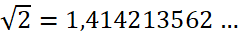 √2 = 1,414213562 …